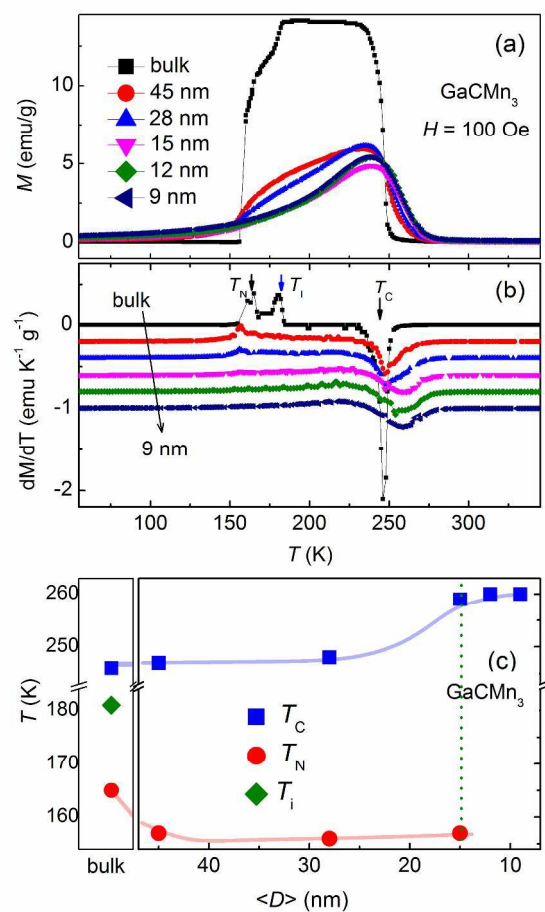 (a)
bulk
45 nm
28 nm
15 nm
12 nm
9 nm
GaCMn3
H = 100 Oe
M (emu/g)
10
5
0
(b)
TN
TI
TC
bulk
9 nm
dM/dT (emu K-1 g-1)
0
-1
-2
100
150
200
250
300
T (K)
(c)
GaCMn3
TC
TN
Ti
T (K)
260
250
180
170
160
bulk
40
30
20
10
<D> (nm)